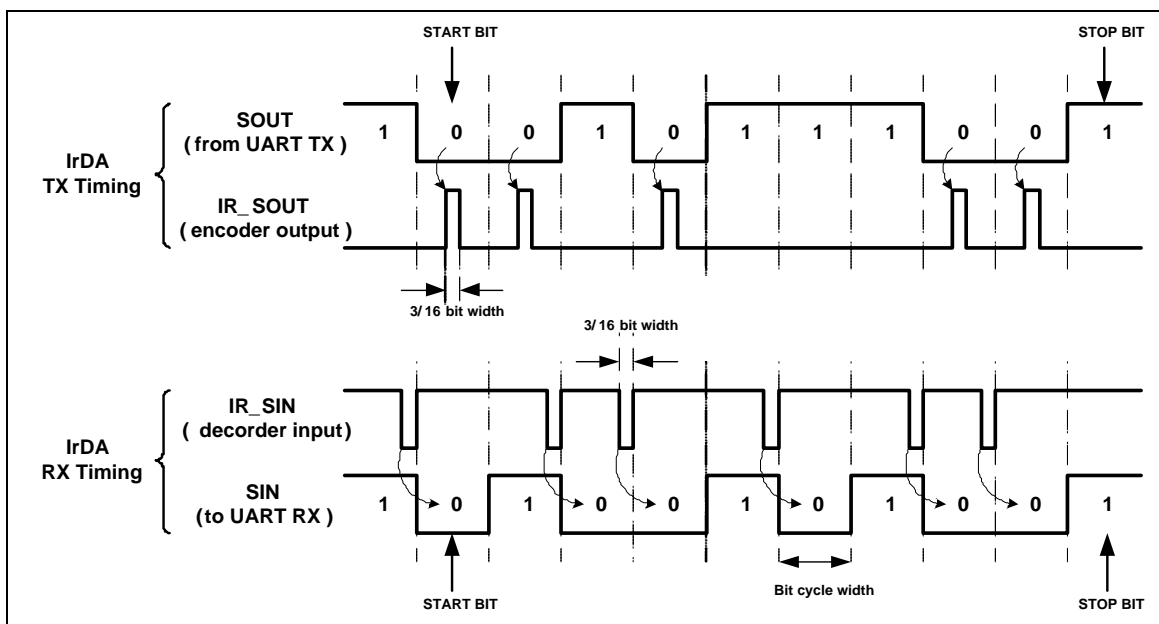 START BIT
STOP BIT
SOUT
( from UART TX )
1 0 0 1 0 1 1 1 0 0 1
IrDA
TX Timing
IR_SOUT
( encoder output )
3/16 bit width
3/16 bit width
IR_SIN
( decorder input)
IrDA
RX Timing
SIN
(to UART RX )
1 0 1 0 0 1 0 1 0 0 1
Bit cycle width
START BIT
STOP BIT